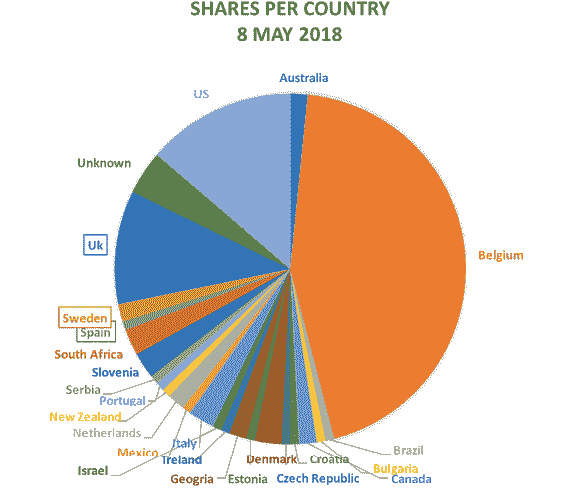 SHARES PER COUNTRY
8 MAY 2018
Australia
US
Unknown
Uk
Belgium
Sweden
Spain
South Africa
Slovenia
Serbia
Portugal
New Zealand
Netherlands
Mexico
Italy
Ireland
Israel
Geogria
Estonia
Denmark
Czech Republic
Croatia
Canada
Bulgaria
Brazil